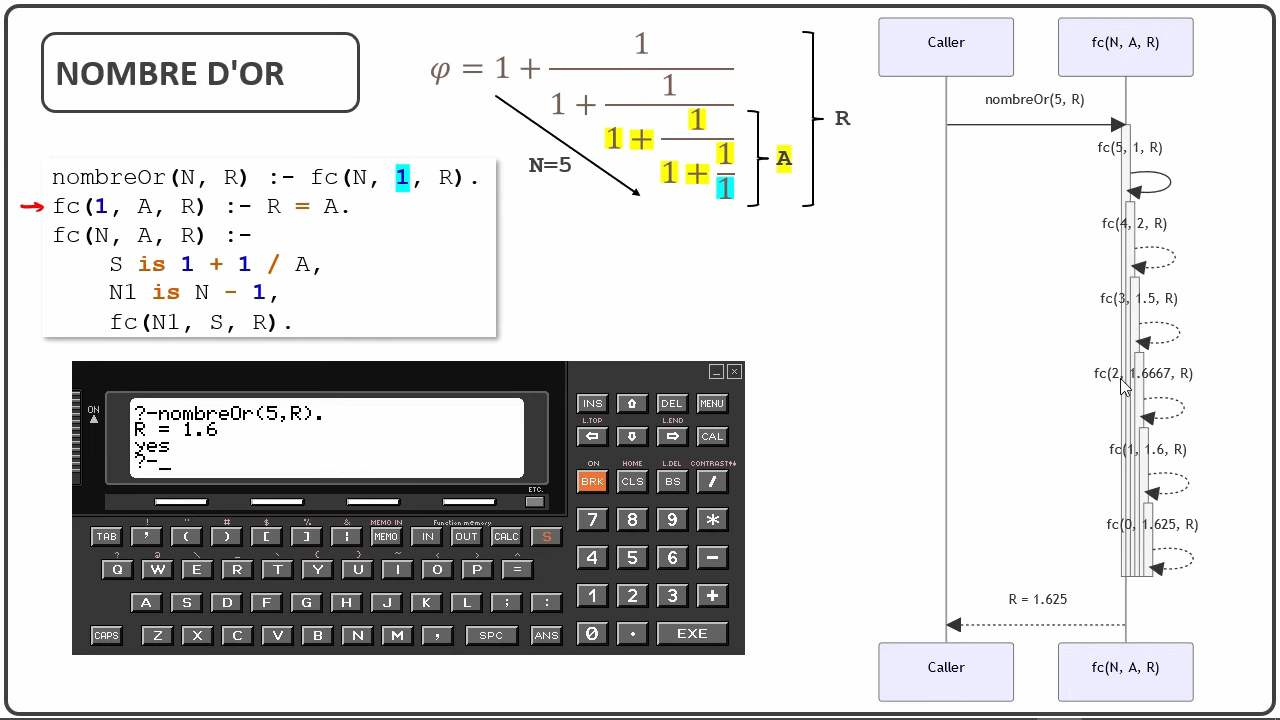 NOMBRE D'OR
φ = 1 +
1
1 +
1
1 +
1
1 +
1
1
N=5
A
R
nombreOr(N, R) :- fc(N, 1, R).
fc(1, A, R) :- R = A.
fc(N, A, R) :-
S is 1 + 1 / A,
N1 is N - 1,
fc(N1, S, R).
ON
?-nombreOr(5,R).
R = 1.6
yes
?-_
ETC.
INS DEL MENU
L.TOP L.END
CAL
ON HOME L.DEL CONTRAST
BRK CLS BS /
7 8 9 *
4 5 6 -
1 2 3 +
0 . EXE
! " # $ % & MEMO IN Function memory
TAB , ( ) [ ] | MEMO IN OUT CALC S
? @ \ _ ` { } ~ < > ^
Q W E R T Y U I O P =
A S D F G H J K L ; :
CAPS Z X C V B N M , SPC ANS
Caller
fc(N, A, R)
nombreOr(5, R)
fc(5, 1, R)
fc(4, 2, R)
fc(3, 1.5, R)
fc(2, 1.6667, R)
fc(1, 1.6, R)
fc(0, 1.625, R)
R = 1.625
Caller
fc(N, A, R)